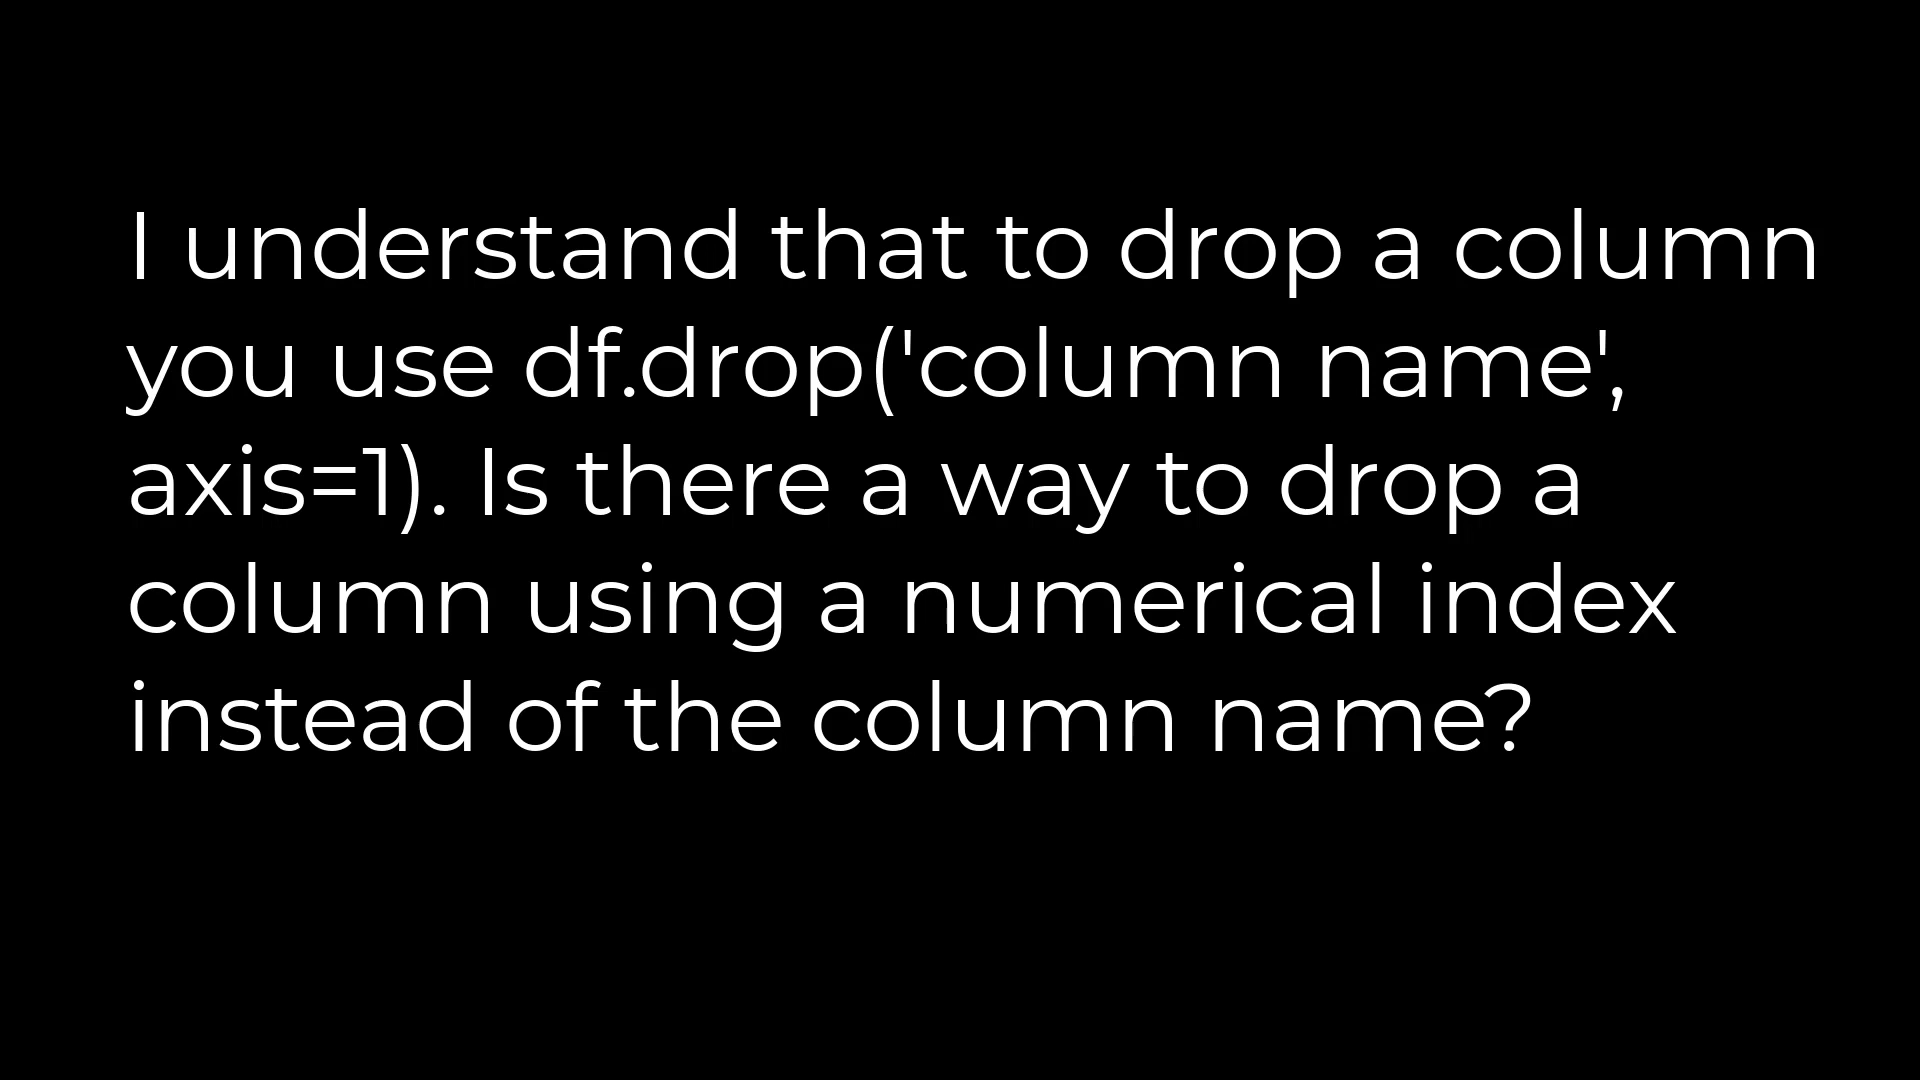 I understand that to drop a column
you use df.drop('column name',
axis=1). Is there a way to drop a
column using a numerical index
instead of the column name?